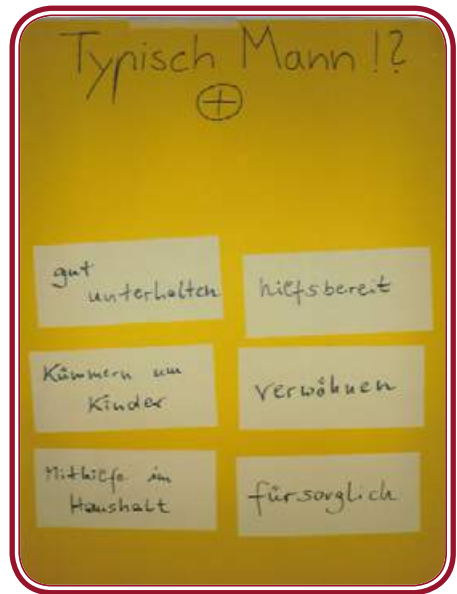 Typisch Mann!?
+
gut
unterhalten
hilfsbereit
Kümmern um
Kinder
verwöhnen
Mithilfe im
Haushalt
fürsorglich